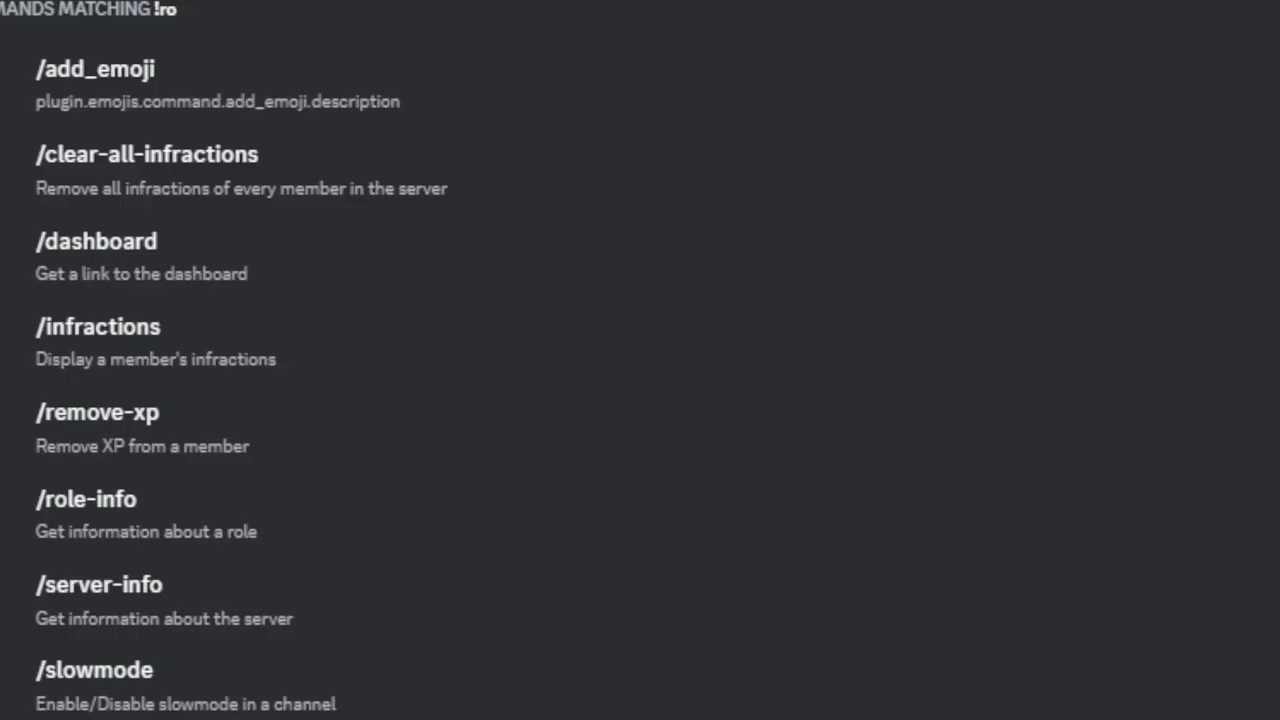 MANDS MATCHING !ro
/add_emoji
plugin.emojis.command.add_emoji.description
/clear-all-infractions
Remove all infractions of every member in the server
/dashboard
Get a link to the dashboard
/infractions
Display a member's infractions
/remove-xp
Remove XP from a member
/role-info
Get information about a role
/server-info
Get information about the server
/slowmode
Enable/Disable slowmode in a channel